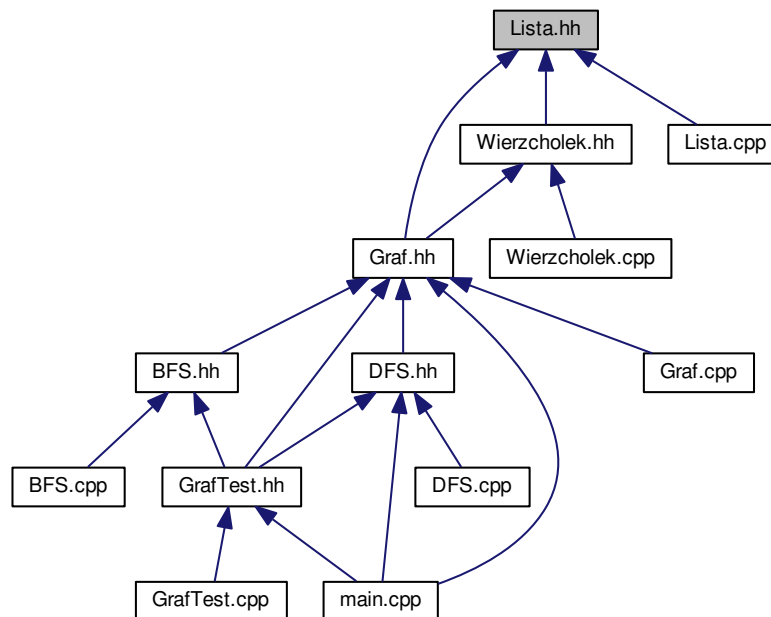 Lista.hh
Wierzcholek.hh
Lista.cpp
Graf.hh
Wierzcholek.cpp
BFS.hh
DFS.hh
Graf.cpp
BFS.cpp
GrafTest.hh
DFS.cpp
GrafTest.cpp
main.cpp